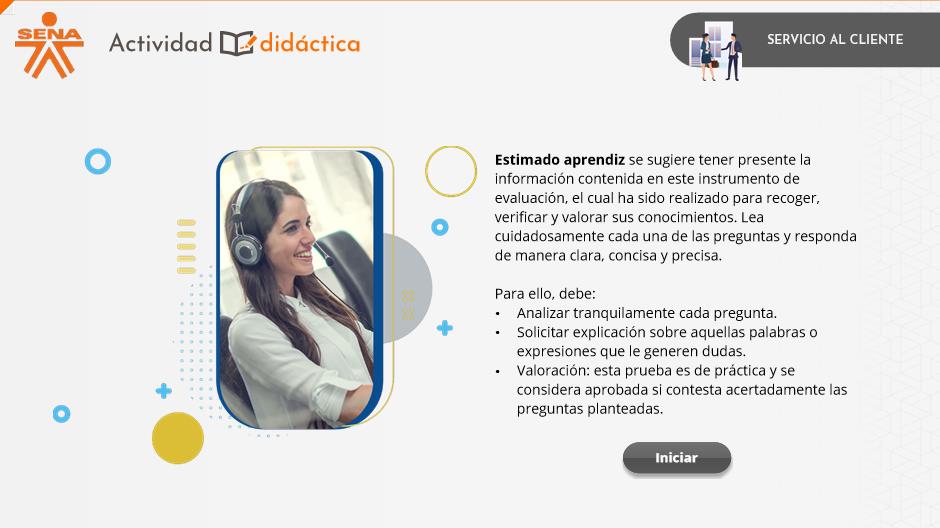 SENA
Actividad didáctica
SERVICIO AL CLIENTE
Estimado aprendiz se sugiere tener presente la
información contenida en este instrumento de
evaluación, el cual ha sido realizado para recoger,
verificar y valorar sus conocimientos. Lea
cuidadosamente cada una de las preguntas y responda
de manera clara, concisa y precisa.
Para ello, debe:
• Analizar tranquilamente cada pregunta.
• Solicitar explicación sobre aquellas palabras o
expresiones que le generen dudas.
• Valoración: esta prueba es de práctica y se
considera aprobada si contesta acertadamente las
preguntas planteadas.
Iniciar